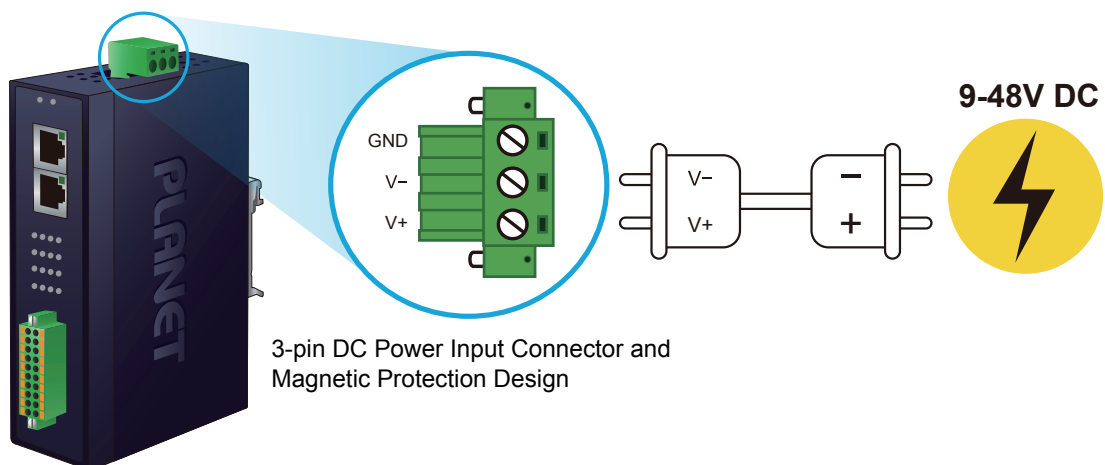 9-48V DC
GND
V−
V+
V−
V+
−
+
PLANET
3-pin DC Power Input Connector and
Magnetic Protection Design